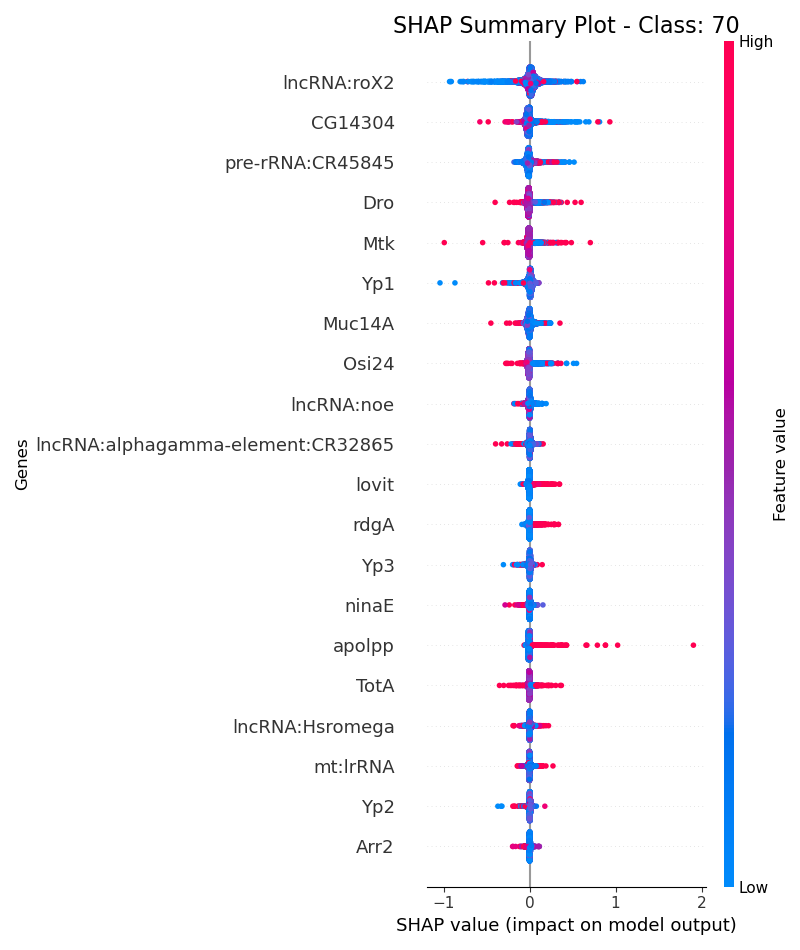 SHAP Summary Plot - Class: 70
High
lncRNA:roX2
CG14304
pre-rRNA:CR45845
Dro
Mtk
Yp1
Muc14A
Osi24
lncRNA:noe
lncRNA:alphagamma-element:CR32865
lovit
rdgA
Yp3
ninaE
apolpp
TotA
lncRNA:Hsromega
mt:lrRNA
Yp2
Arr2
Genes
Feature value
Low
−1 0 1 2
SHAP value (impact on model output)